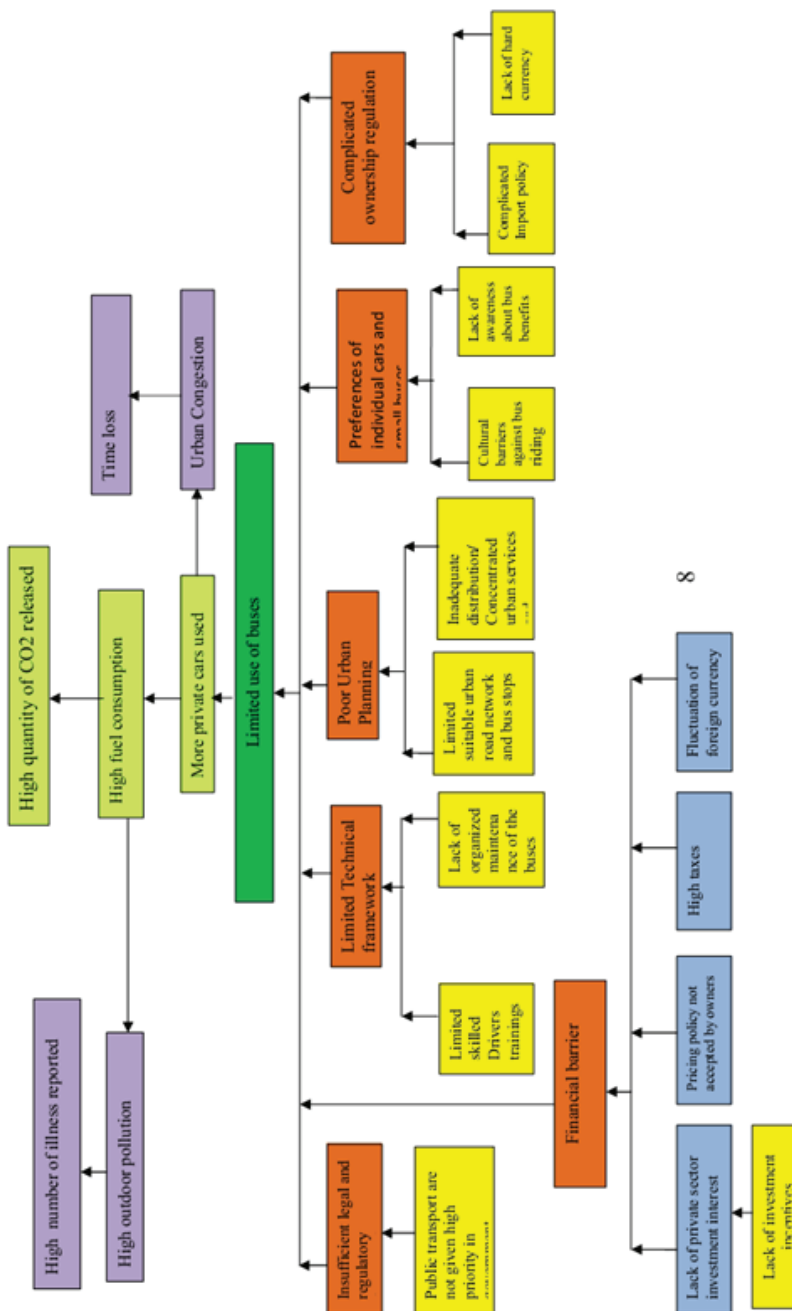 High quantity of CO2 released
High number of illness reported
Time loss
High outdoor pollution
High fuel consumption
More private cars used
Urban Congestion
Limited use of buses
Insufficient legal and
regulatory
Limited Technical
framework
Poor Urban
Planning
Preferences of
individual cars and
small buses
Complicated
ownership regulation
Public transport are
not given high
priority in
Limited
skilled
Drivers
trainings
Lack of
organized
maintena
nce of the
buses
Limited
suitable urban
road network
and bus stops
Inadequate
distribution/
Concentrated
urban services
Cultural
barriers
against bus
riding
Lack of
awareness about bus
benefits
Complicated
Import policy
Lack of hard
currency
Financial barrier
Lack of private sector
investment interest
Pricing policy not
accepted by owners
High taxes
Fluctuation of
foreign currency
Lack of investment
incentives
8